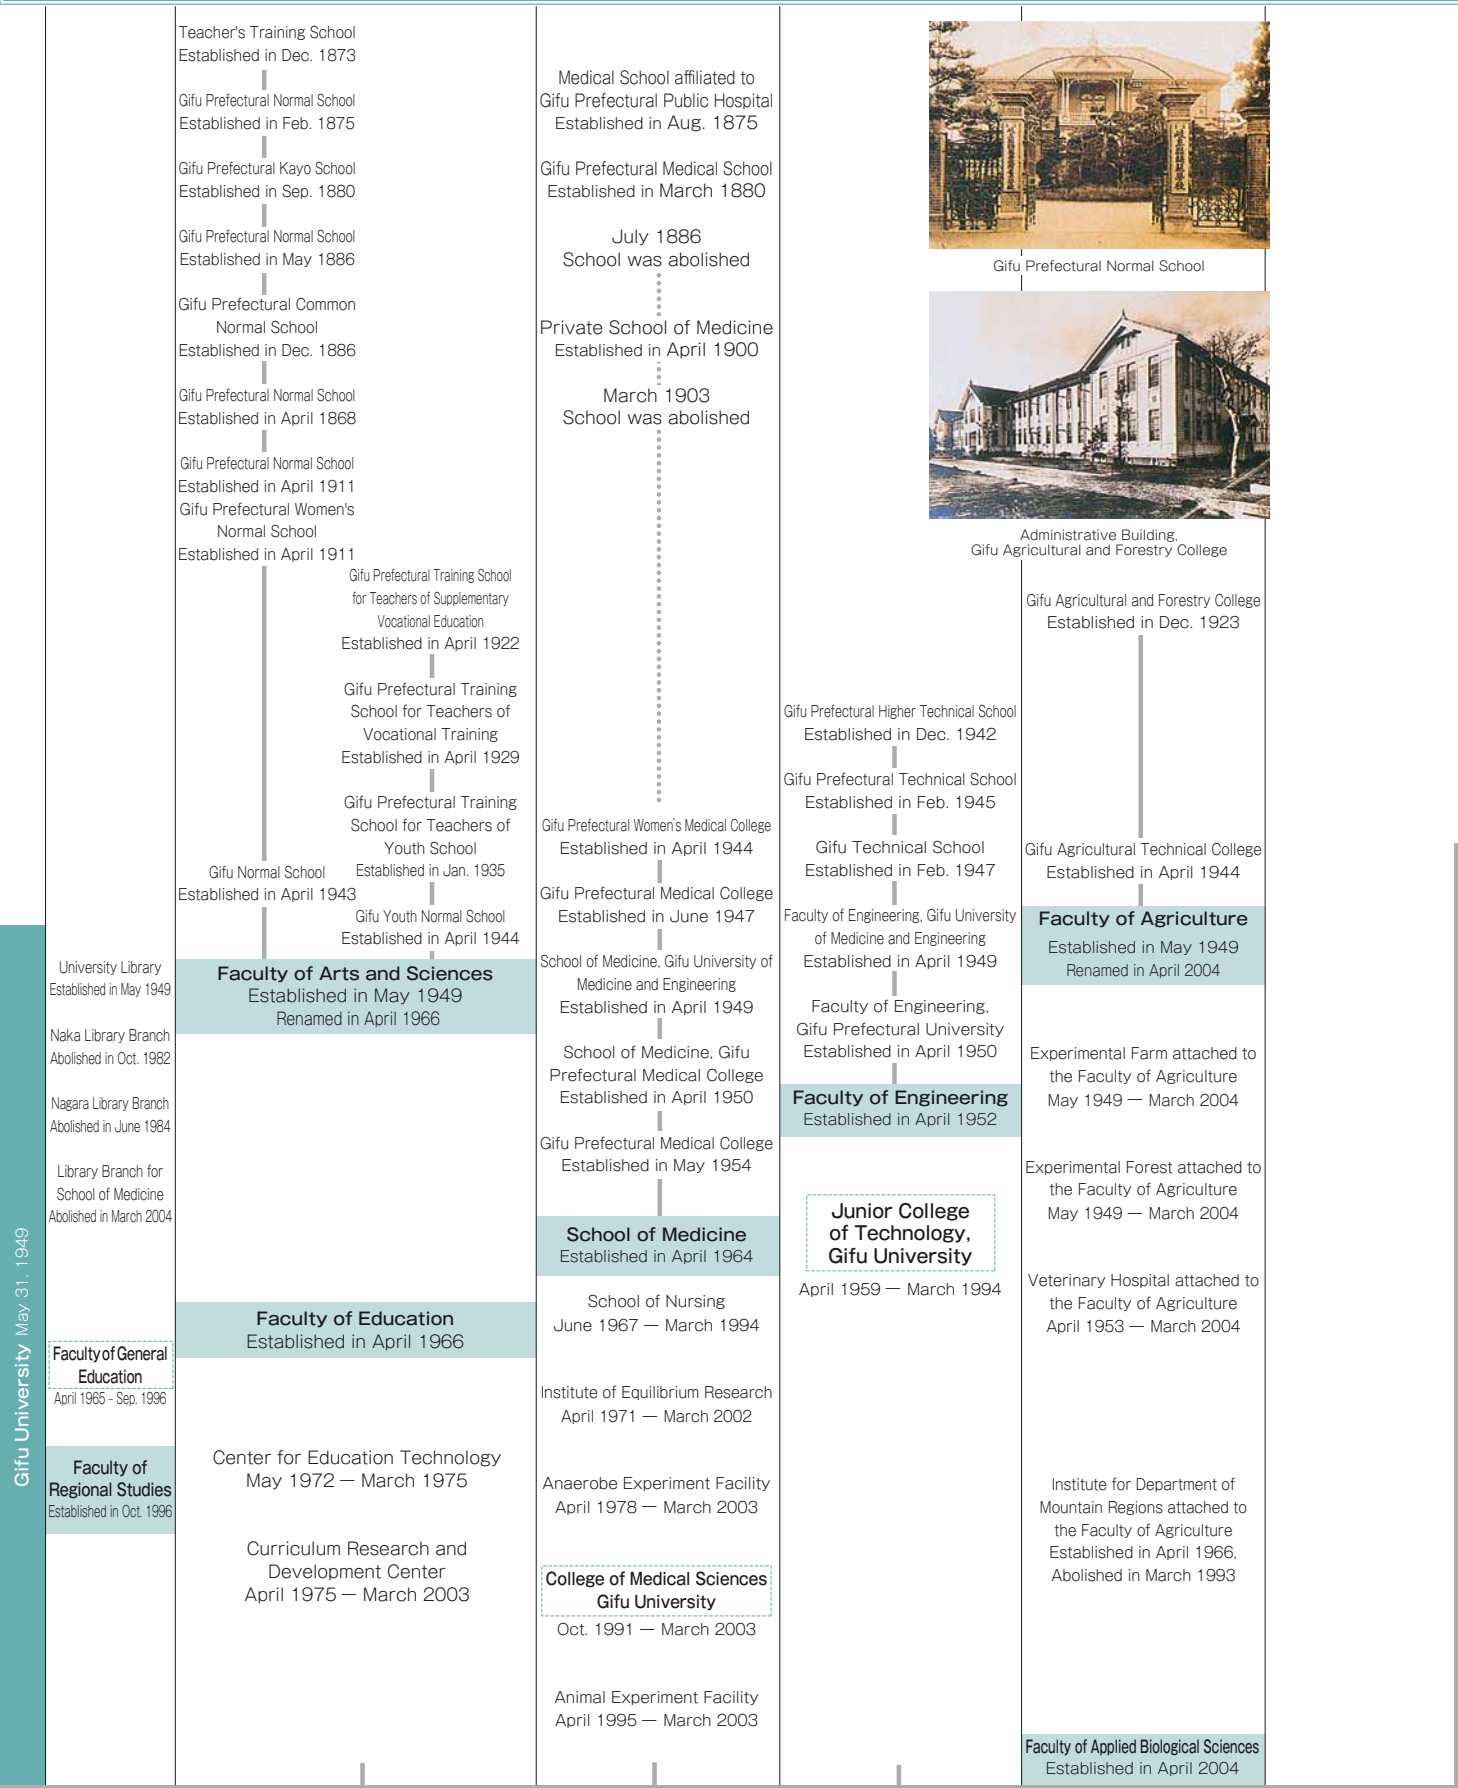 Gifu University May 31. 1949
University Library
Established in May 1949
Naka Library Branch
Abolished in Oct. 1982
Nagara Library Branch
Abolished in June 1984
Library Branch for
School of Medicine
Abolished in March 2004
Faculty of General
Education
April 1965 - Sep. 1996
Faculty of
Regional Studies
Established in Oct. 1996
Teacher's Training School
Established in Dec. 1873
Gifu Prefectural Normal School
Established in Feb. 1875
Gifu Prefectural Kayo School
Established in Sep. 1880
Gifu Prefectural Normal School
Established in May 1886
Gifu Prefectural Common
Normal School
Established in Dec. 1886
Gifu Prefectural Normal School
Established in April 1868
Gifu Prefectural Normal School
Established in April 1911
Gifu Prefectural Women's
Normal School
Established in April 1911
Gifu Prefectural Training School
for Teachers of Supplementary
Vocational Education
Established in April 1922
Gifu Prefectural Training
School for Teachers of
Vocational Training
Established in April 1929
Gifu Prefectural Training
School for Teachers of
Youth School
Established in Jan. 1935
Gifu Normal School
Established in April 1943
Gifu Youth Normal School
Established in April 1944
Faculty of Arts and Sciences
Established in May 1949
Renamed in April 1966
Faculty of Education
Established in April 1966
Center for Education Technology
May 1972 — March 1975
Curriculum Research and
Development Center
April 1975 — March 2003
Medical School affiliated to
Gifu Prefectural Public Hospital
Established in Aug. 1875
Gifu Prefectural Medical School
Established in March 1880
July 1886
School was abolished
Private School of Medicine
Established in April 1900
March 1903
School was abolished
Gifu Prefectural Women's Medical College
Established in April 1944
Gifu Prefectural Medical College
Established in June 1947
School of Medicine, Gifu University of
Medicine and Engineering
Established in April 1949
School of Medicine, Gifu
Prefectural Medical College
Established in April 1950
Gifu Prefectural Medical College
Established in May 1954
School of Medicine
Established in April 1964
School of Nursing
June 1967 — March 1994
Institute of Equilibrium Research
April 1971 — March 2002
Anaerobe Experiment Facility
April 1978 — March 2003
College of Medical Sciences
Gifu University
Oct. 1991 — March 2003
Animal Experiment Facility
April 1995 — March 2003
Gifu Prefectural Higher Technical School
Established in Dec. 1942
Gifu Prefectural Technical School
Established in Feb. 1945
Gifu Technical School
Established in Feb. 1947
Faculty of Engineering, Gifu University
of Medicine and Engineering
Established in April 1949
Faculty of Engineering,
Gifu Prefectural University
Established in April 1950
Faculty of Engineering
Established in April 1952
Junior College
of Technology,
Gifu University
April 1959 — March 1994
Gifu Prefectural Normal School
Administrative Building,
Gifu Agricultural and Forestry College
Gifu Agricultural and Forestry College
Established in Dec. 1923
Gifu Agricultural Technical College
Established in April 1944
Faculty of Agriculture
Established in May 1949
Renamed in April 2004
Experimental Farm attached to
the Faculty of Agriculture
May 1949 — March 2004
Experimental Forest attached to
the Faculty of Agriculture
May 1949 — March 2004
Veterinary Hospital attached to
the Faculty of Agriculture
April 1953 — March 2004
Institute for Department of
Mountain Regions attached to
the Faculty of Agriculture
Established in April 1966,
Abolished in March 1993
Faculty of Applied Biological Sciences
Established in April 2004